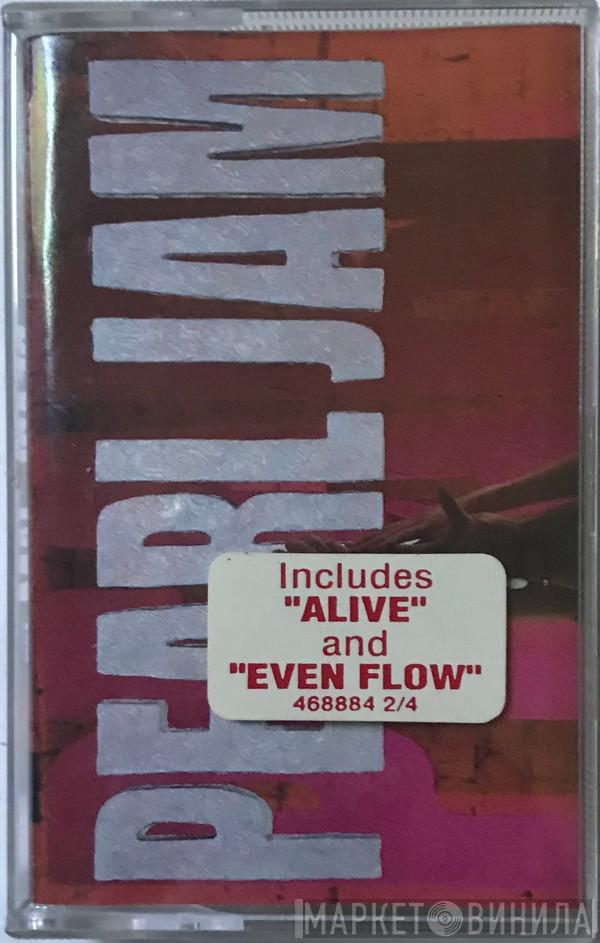 PEARL JAM
Includes
"ALIVE"
and
"EVEN FLOW"
468884 2/4
МАРКЕТ ВИНИЛА